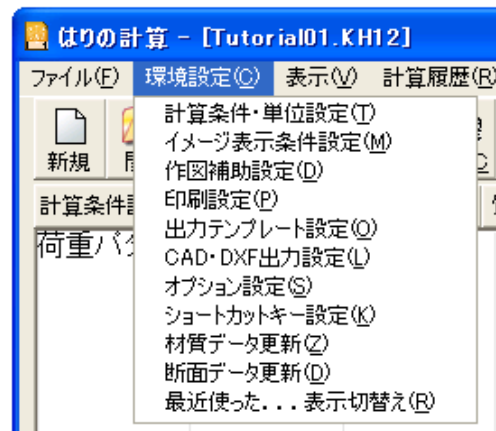 はりの計算 - [Tutorial01.KH12]
ファイル(F) 環境設定(C) 表示(V) 計算履歴(R)
計算条件・単位設定(T)
イメージ表示条件設定(M)
作図補助設定(D)
印刷設定(P)
出力テンプレート設定(O)
CAD・DXF出力設定(L)
オプション設定(S)
ショートカットキー設定(K)
材質データ更新(Z)
断面データ更新(D)
最近使った...表示切替え(R)
新規
計算条件
荷重パ